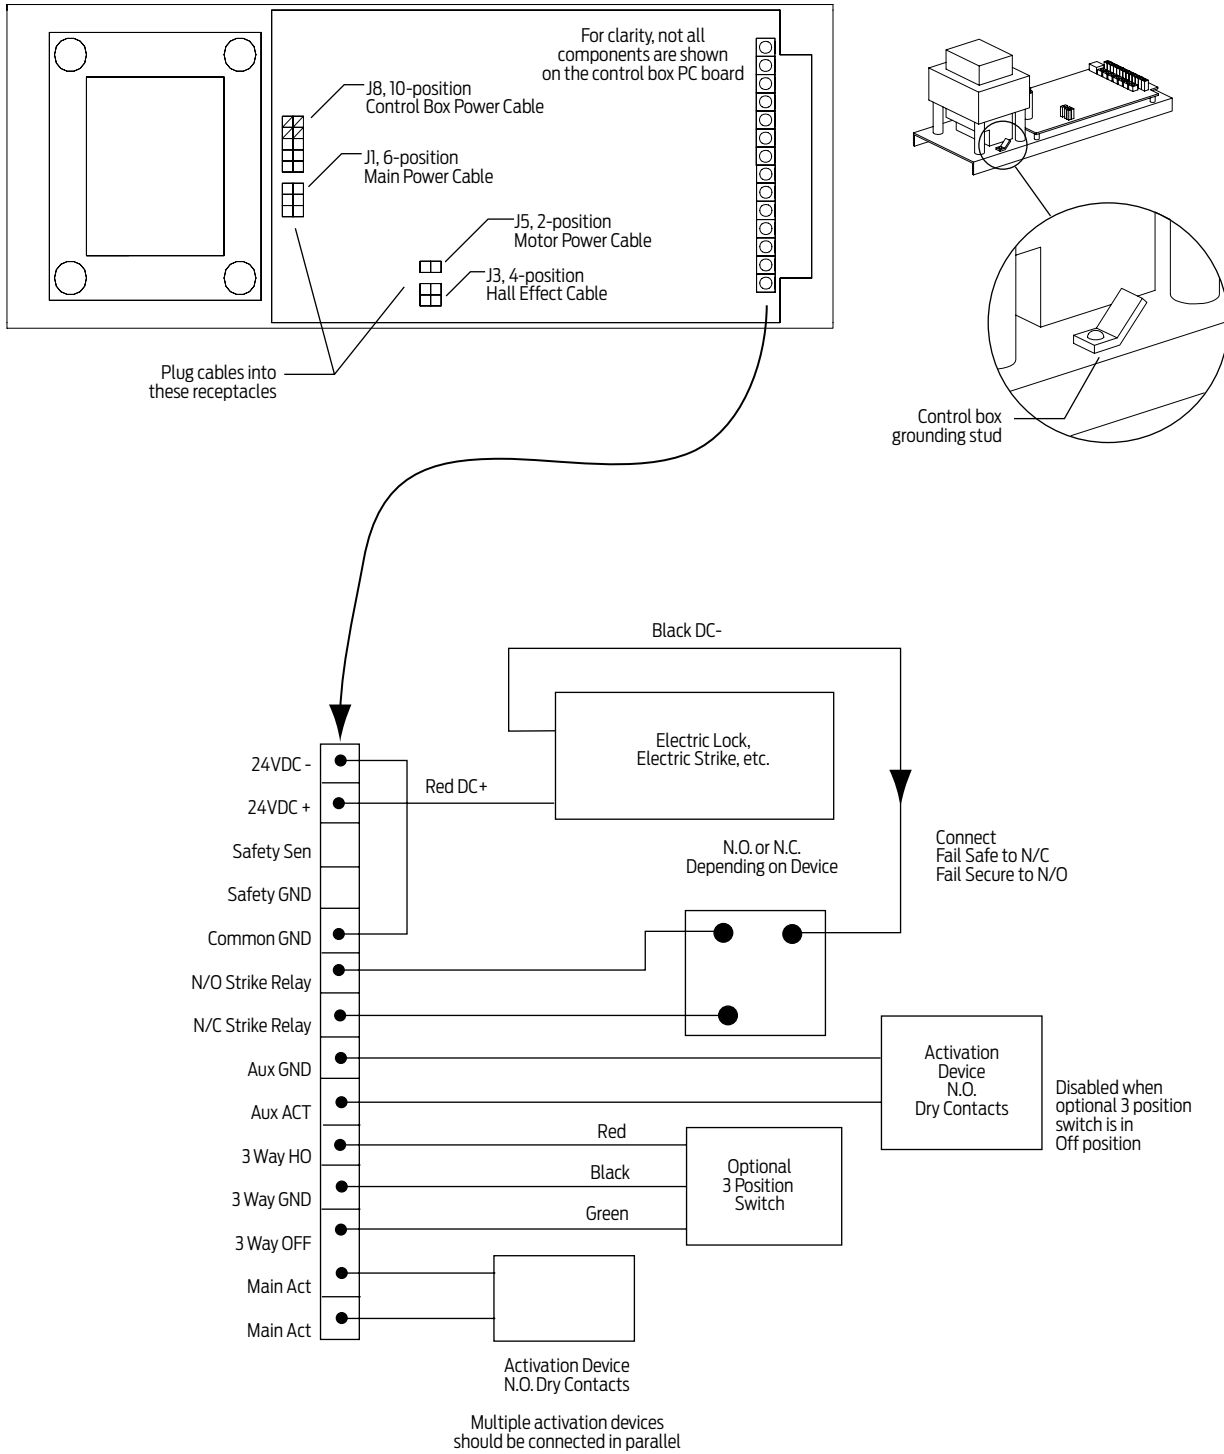 For clarity, not all
components are shown
on the control box PC board
J8, 10-position
Control Box Power Cable
J1, 6-position
Main Power Cable
J5, 2-position
Motor Power Cable
J3, 4-position
Hall Effect Cable
Plug cables into
these receptacles
Control box
grounding stud
Black DC-
Electric Lock,
Electric Strike, etc.
24VDC -
Red DC+
24VDC +
Safety Sen
N.O. or N.C.
Depending on Device
Connect
Fail Safe to N/C
Fail Secure to N/O
Safety GND
Common GND
N/O Strike Relay
N/C Strike Relay
Aux GND
Activation
Device
N.O.
Dry Contacts
Disabled when
optional 3 position
switch is in
Off position
Aux ACT
Red
3 Way HO
Black
Optional
3 Position
Switch
3 Way GND
Green
3 Way OFF
Main Act
Main Act
Activation Device
N.O. Dry Contacts
Multiple activation devices
should be connected in parallel